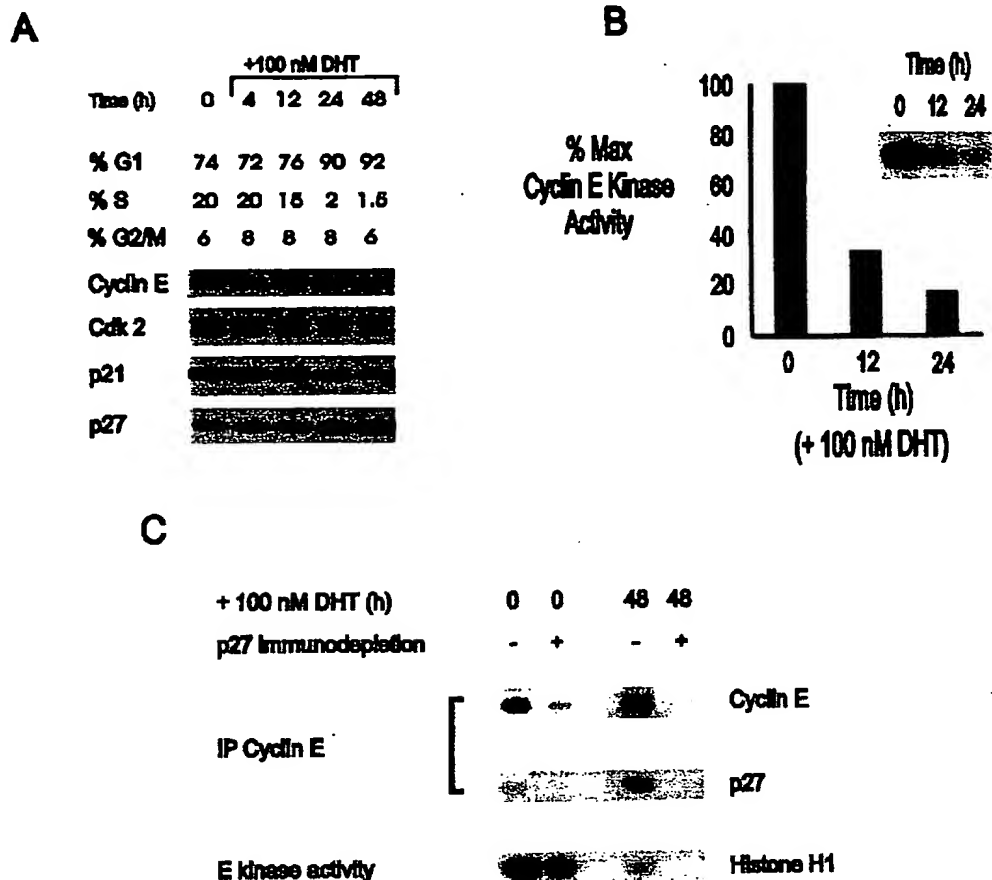 A
+100 nM DHT
Time (h) 0 4 12 24 48
% G1 74 72 76 90 92
% S 20 20 15 2 1.5
% G2/M 6 8 8 8 6
Cyclin E
Cdk 2
p21
p27
B
% Max
Cyclin E Kinase
Activity
100
80
60
40
20
0
Time (h)
0 12 24
0 12 24
Time (h)
(+ 100 nM DHT)
C
+ 100 nM DHT (h) 0 0 48 48
p27 Immunodepletion - + - +
IP Cyclin E
Cyclin E
p27
E kinase activity
Histone H1